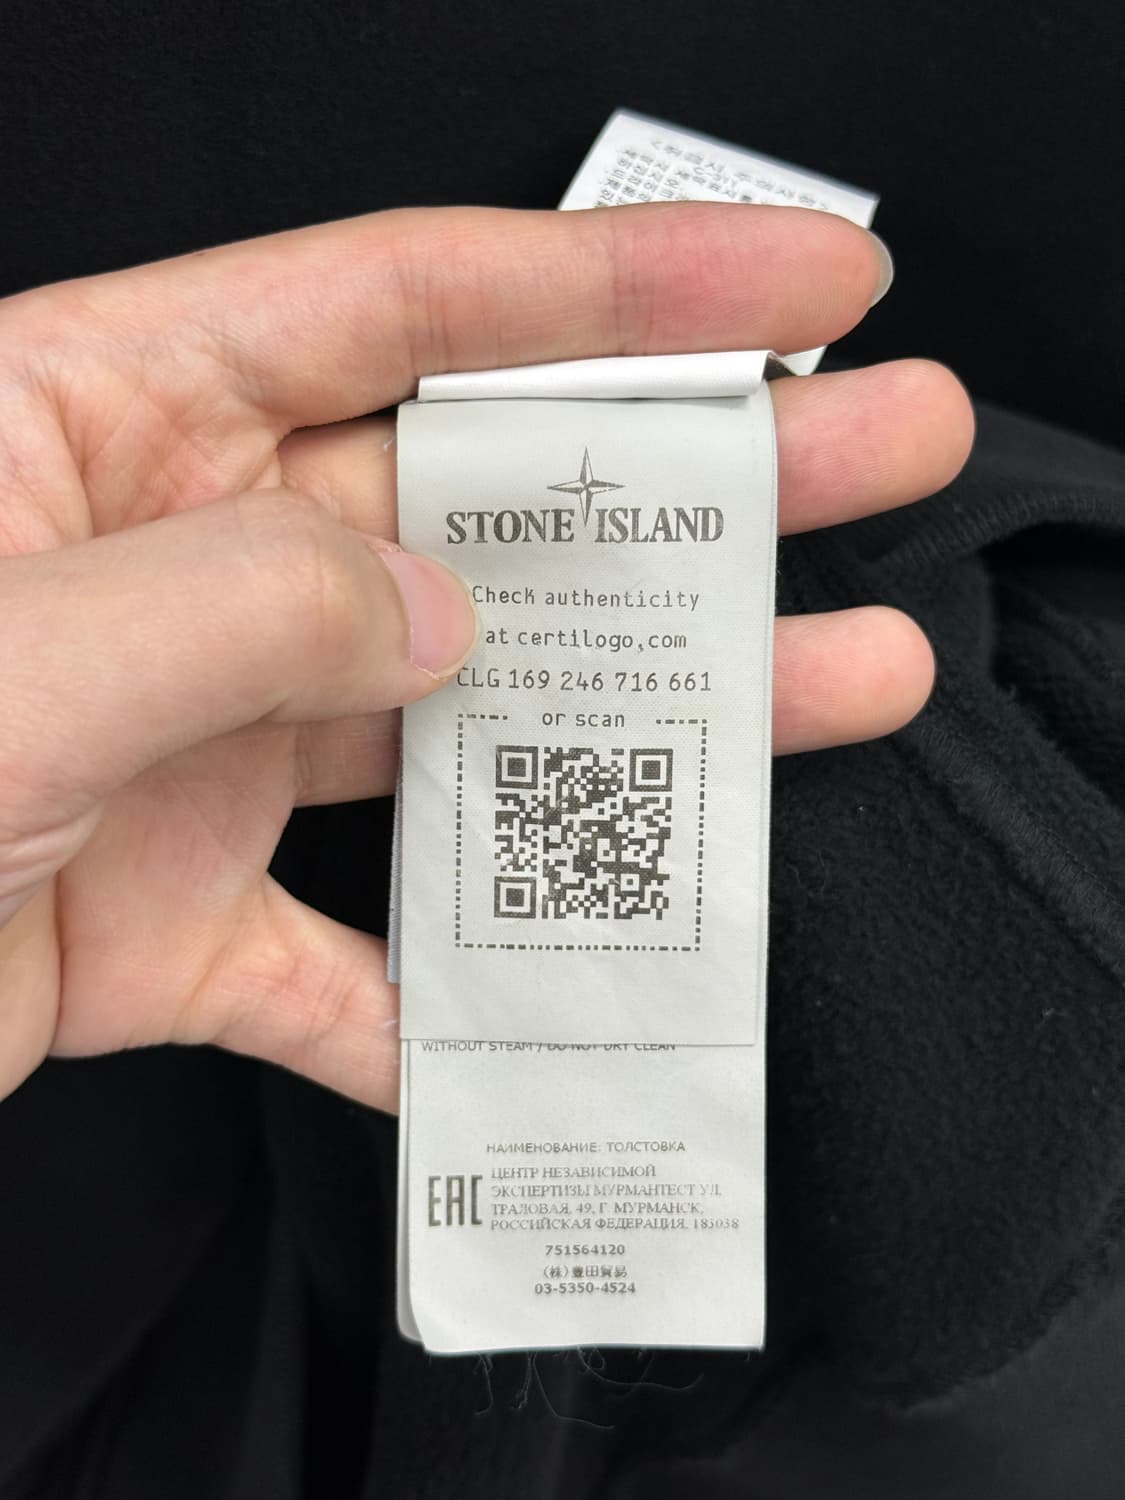 STONE ISLAND
Check authenticity
at certilogo.com
CLG 169 246 716 661
or scan
WITHOUT STEAM / DO NOT DRY CLEAN
НАИМЕНОВАНИЕ: ТОЛСТОВКА
EAC
ЦЕНТР НЕЗАВИСИМОЙ
ЭКСПЕРТИЗЫ МУРМАНТЕСТ УЛ.
ТРАЛОВАЯ, 49, Г. МУРМАНСК,
РОССИЙСКАЯ ФЕДЕРАЦИЯ, 183038
751564120
(株)豊田貿易
03-5350-4524